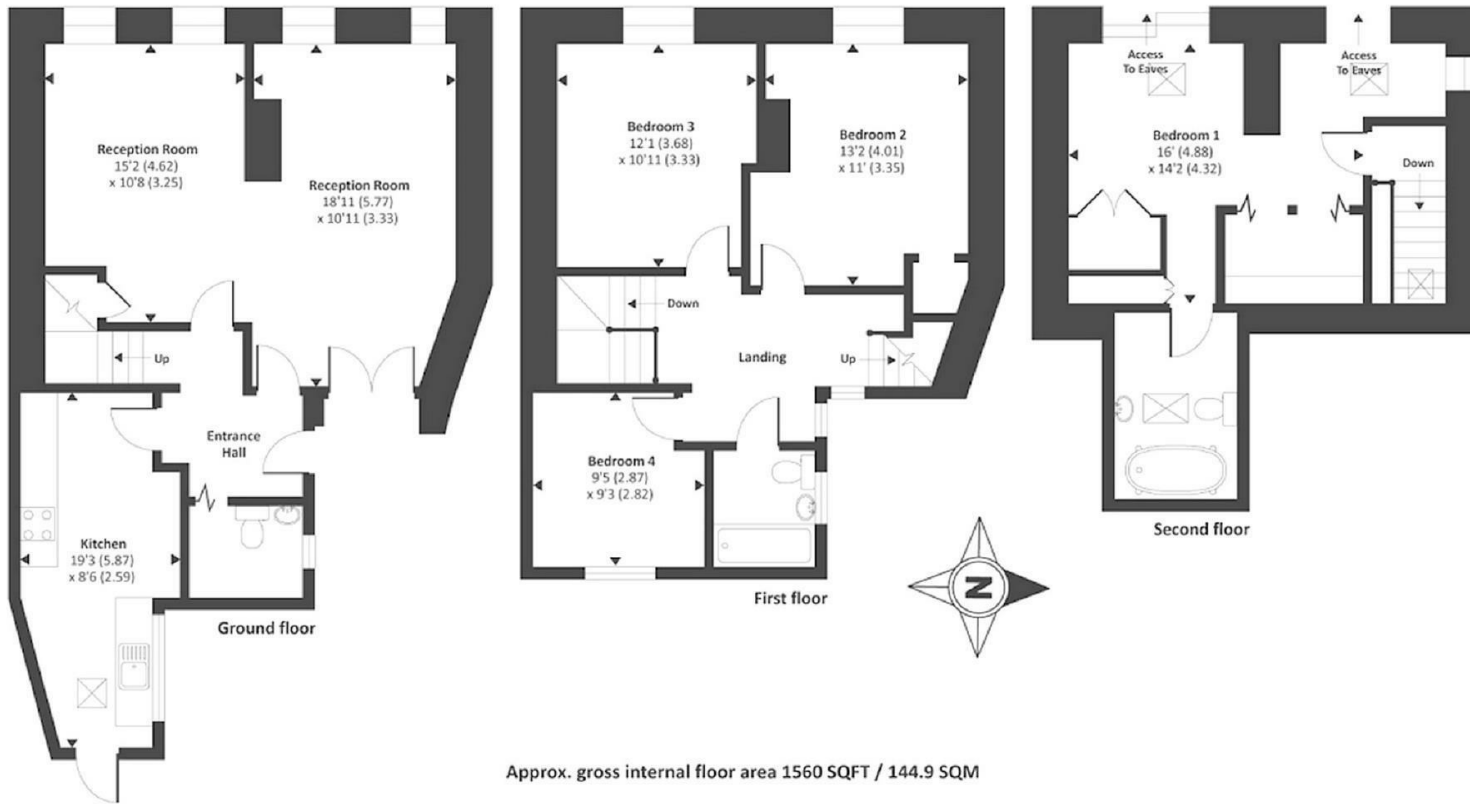 Reception Room
15'2 (4.62)
x 10'8 (3.25)
Reception Room
18'11 (5.77)
x 10'11 (3.33)
Up
Entrance
Hall
Kitchen
19'3 (5.87)
x 8'6 (2.59)
Ground floor
Bedroom 3
12'1 (3.68)
x 10'11 (3.33)
Bedroom 2
13'2 (4.01)
x 11' (3.35)
Down
Landing
Up
Bedroom 4
9'5 (2.87)
x 9'3 (2.82)
First floor
Access
To Eaves
Access
To Eaves
Bedroom 1
16' (4.88)
x 14'2 (4.32)
Down
Second floor
N
Approx. gross internal floor area 1560 SQFT / 144.9 SQM